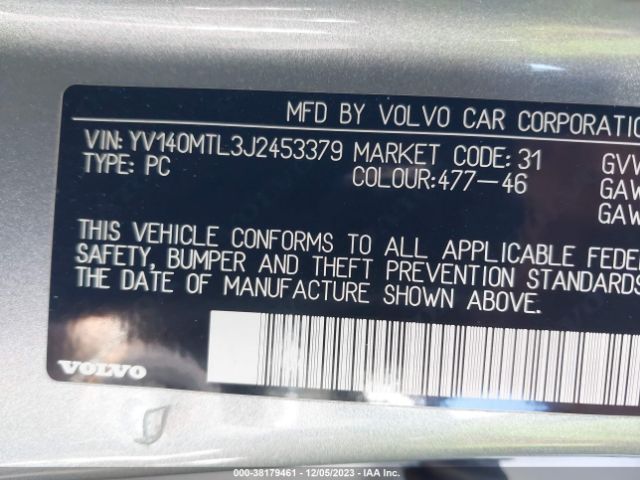 MFD BY VOLVO CAR CORPORATIO
VIN: YV140MTL3J2453379 MARKET CODE: 31 GVV
TYPE: PC COLOUR:477-46 GAW
GAW
THIS VEHICLE CONFORMS TO ALL APPLICABLE FEDER
SAFETY, BUMPER AND THEFT PREVENTION STANDARDS
THE DATE OF MANUFACTURE SHOWN ABOVE.
VOLVO
000-38179461 - 12/05/2023 - IAA Inc.